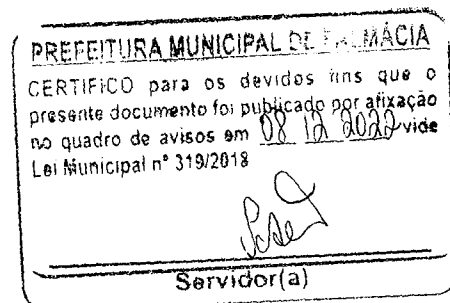 PREFEITURA MUNICIPAL DE PALMÁCIA
CERTIFICO para os devidos fins que o
presente documento foi publicado por afixação
no quadro de avisos em 08 12 2022 vide
Lei Municipal nº 319/2018
Servidor(a)